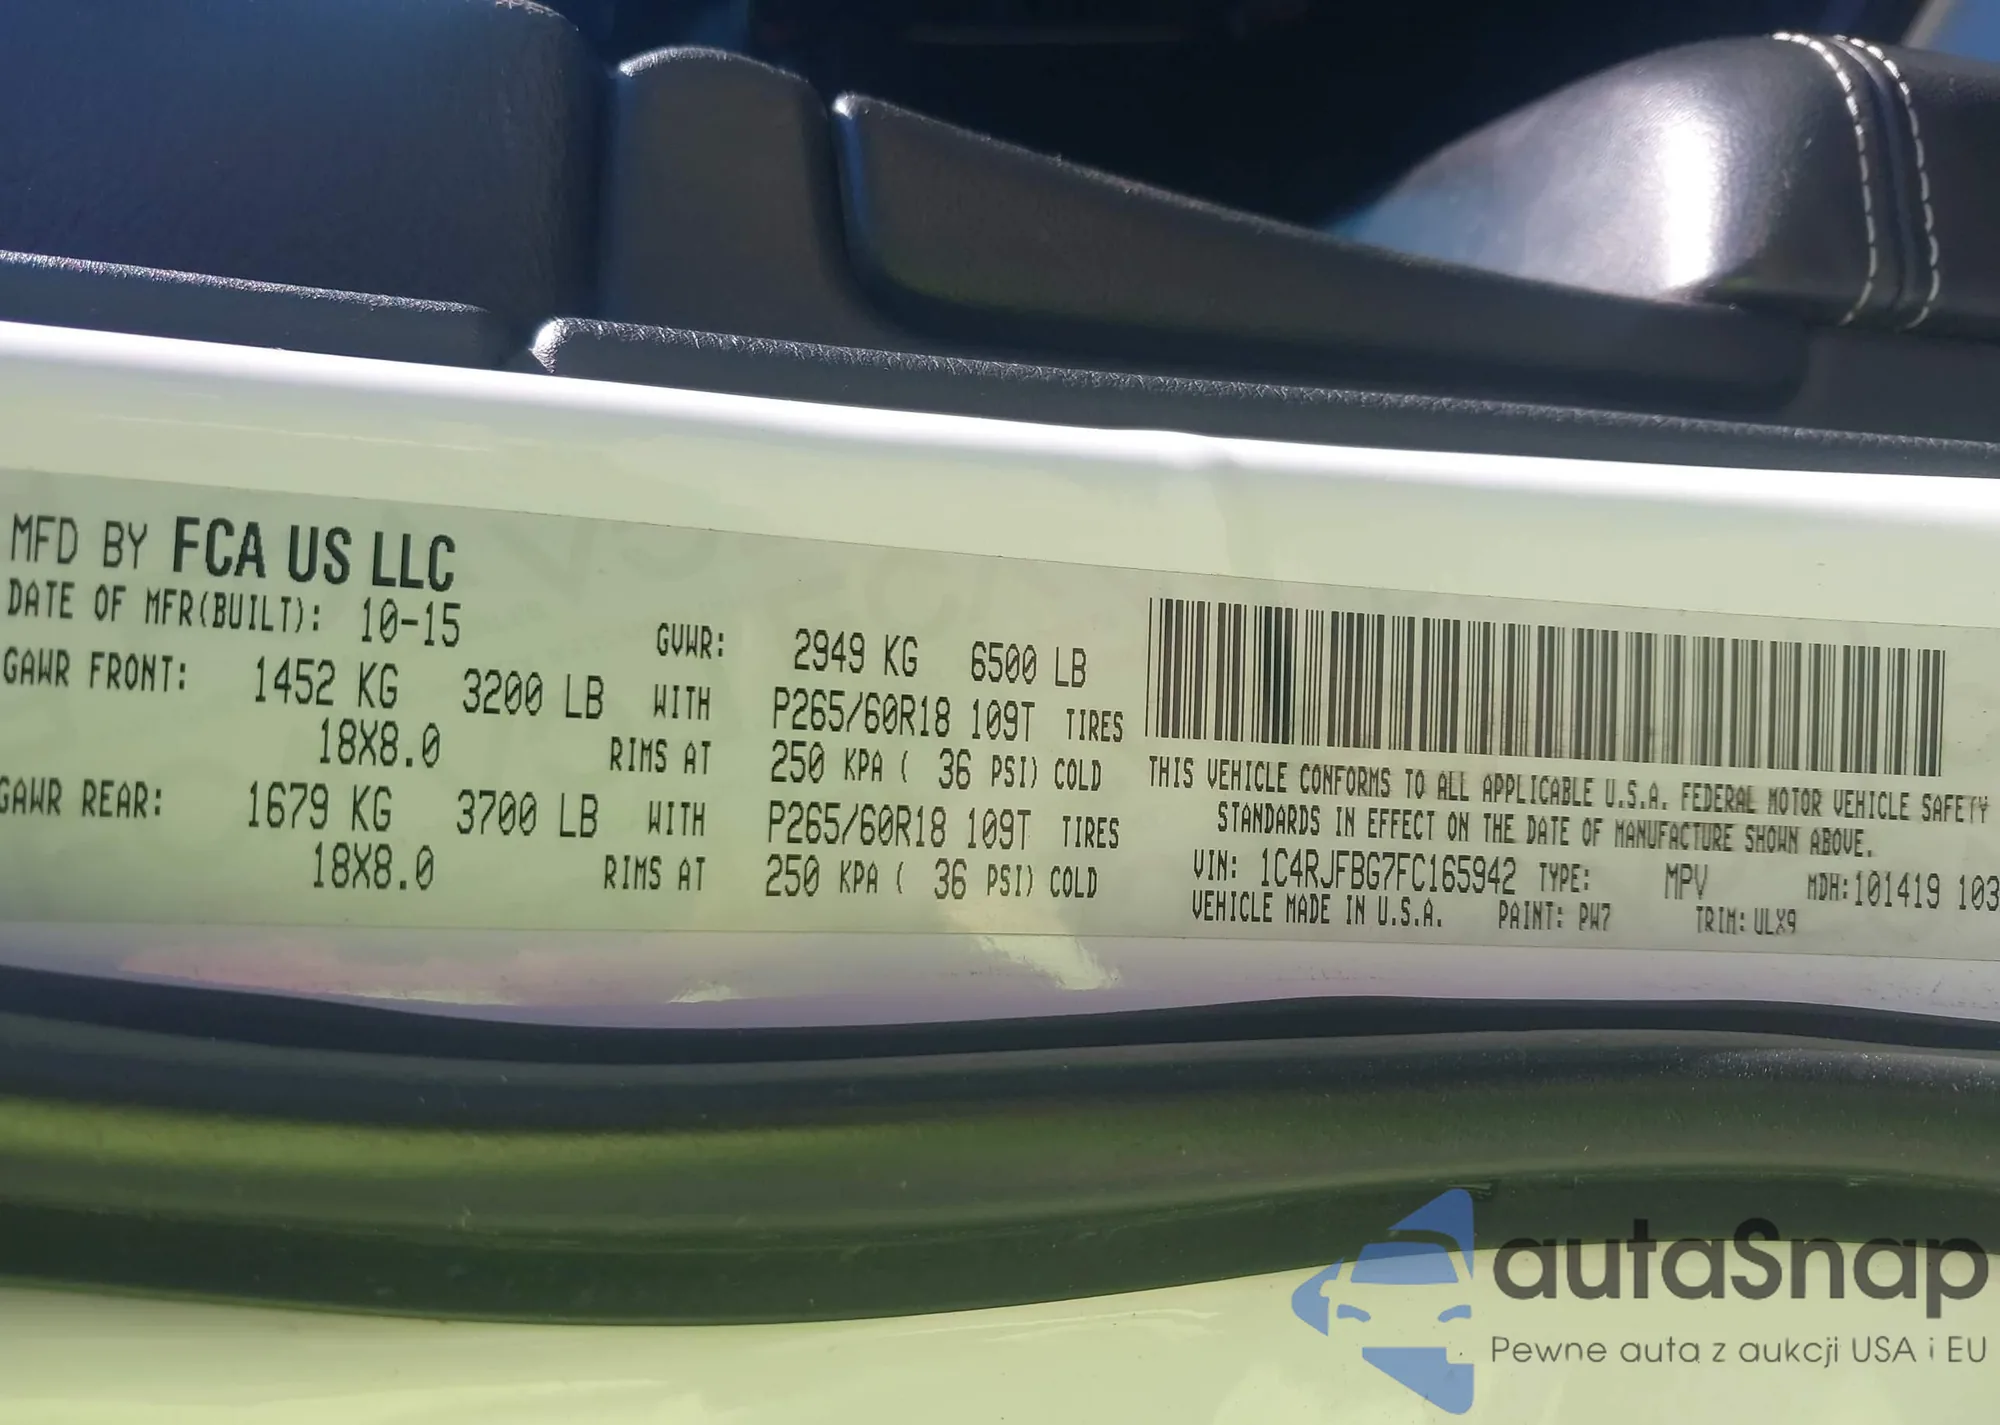 MFD BY FCA US LLC
DATE OF MFR(BUILT): 10-15 GVWR: 2949 KG 6500 LB
GAWR FRONT: 1452 KG 3200 LB WITH P265/60R18 109T TIRES
18X8.0 RIMS AT 250 KPA ( 36 PSI) COLD
GAWR REAR: 1679 KG 3700 LB WITH P265/60R18 109T TIRES
18X8.0 RIMS AT 250 KPA ( 36 PSI) COLD
THIS VEHICLE CONFORMS TO ALL APPLICABLE U.S.A. FEDERAL MOTOR VEHICLE SAFETY
STANDARDS IN EFFECT ON THE DATE OF MANUFACTURE SHOWN ABOVE.
VIN: 1C4RJFBG7FC165942 TYPE: MPV MDH:101419 103
VEHICLE MADE IN U.S.A. PAINT: PW7 TRIM: ULX9
autaSnap
Pewne auta z aukcji USA i EU